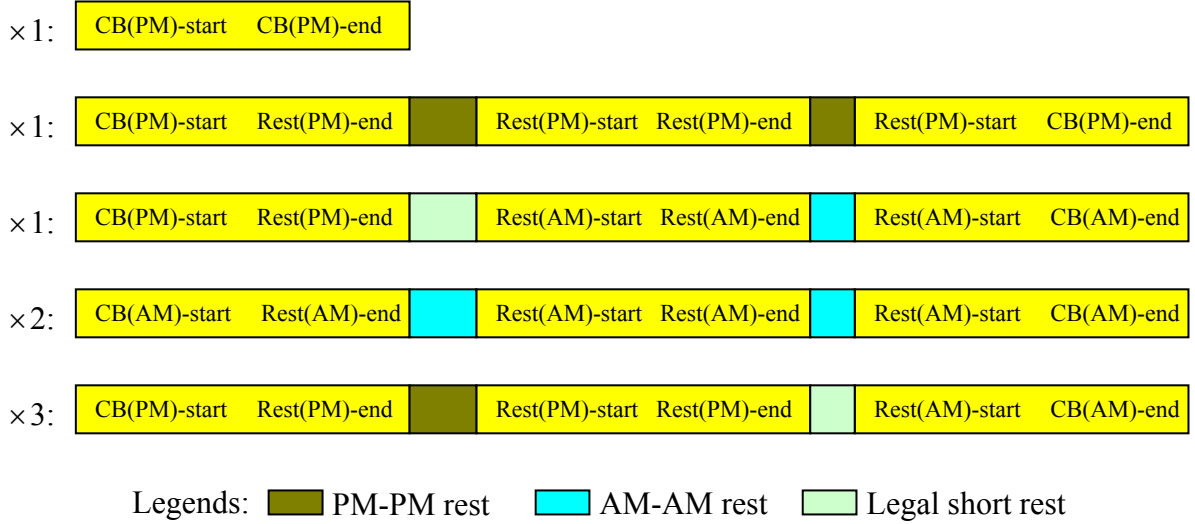 ×1: CB(PM)-start CB(PM)-end
×1: CB(PM)-start Rest(PM)-end Rest(PM)-start Rest(PM)-end Rest(PM)-start CB(PM)-end
×1: CB(PM)-start Rest(PM)-end Rest(AM)-start Rest(AM)-end Rest(AM)-start CB(AM)-end
×2: CB(AM)-start Rest(AM)-end Rest(AM)-start Rest(AM)-end Rest(AM)-start CB(AM)-end
×3: CB(PM)-start Rest(PM)-end Rest(PM)-start Rest(PM)-end Rest(AM)-start CB(AM)-end
Legends: PM-PM rest AM-AM rest Legal short rest